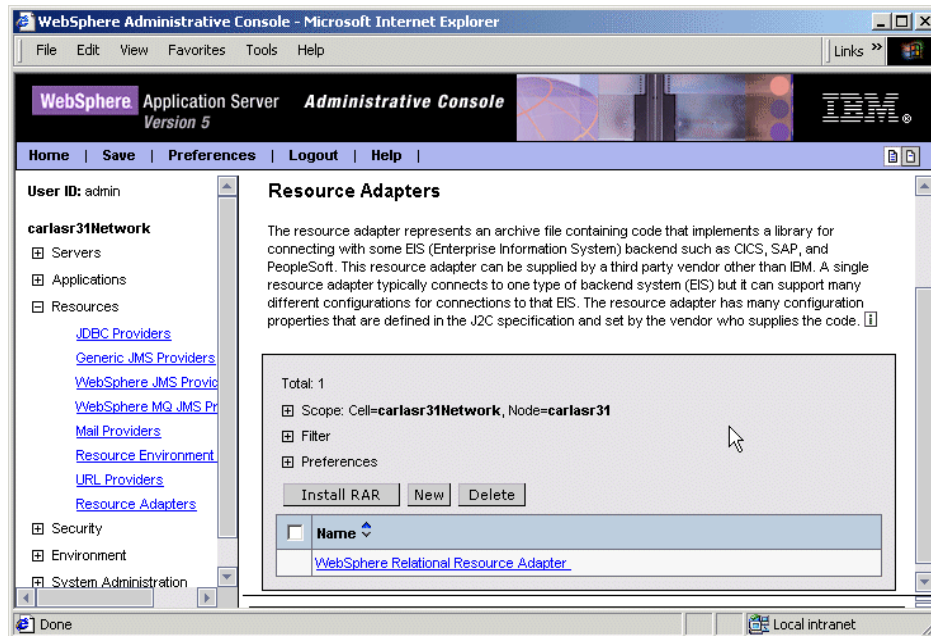 WebSphere Administrative Console - Microsoft Internet Explorer
File Edit View Favorites Tools Help
Links »
WebSphere. Application Server Administrative Console
Version 5
IBM®
Home | Save | Preferences | Logout | Help |
User ID: admin
carlasr31Network
Servers
Applications
Resources
JDBC Providers
Generic JMS Providers
WebSphere JMS Provic
WebSphere MQ JMS Pr
Mail Providers
Resource Environment
URL Providers
Resource Adapters
Security
Environment
System Administration
Resource Adapters
The resource adapter represents an archive file containing code that implements a library for
connecting with some EIS (Enterprise Information System) backend such as CICS, SAP, and
PeopleSoft. This resource adapter can be supplied by a third party vendor other than IBM. A single
resource adapter typically connects to one type of backend system (EIS) but it can support many
different configurations for connections to that EIS. The resource adapter has many configuration
properties that are defined in the J2C specification and set by the vendor who supplies the code. i
Total: 1
Scope: Cell=carlasr31Network, Node=carlasr31
Filter
Preferences
Install RAR New Delete
Name
WebSphere Relational Resource Adapter
Done
Local intranet